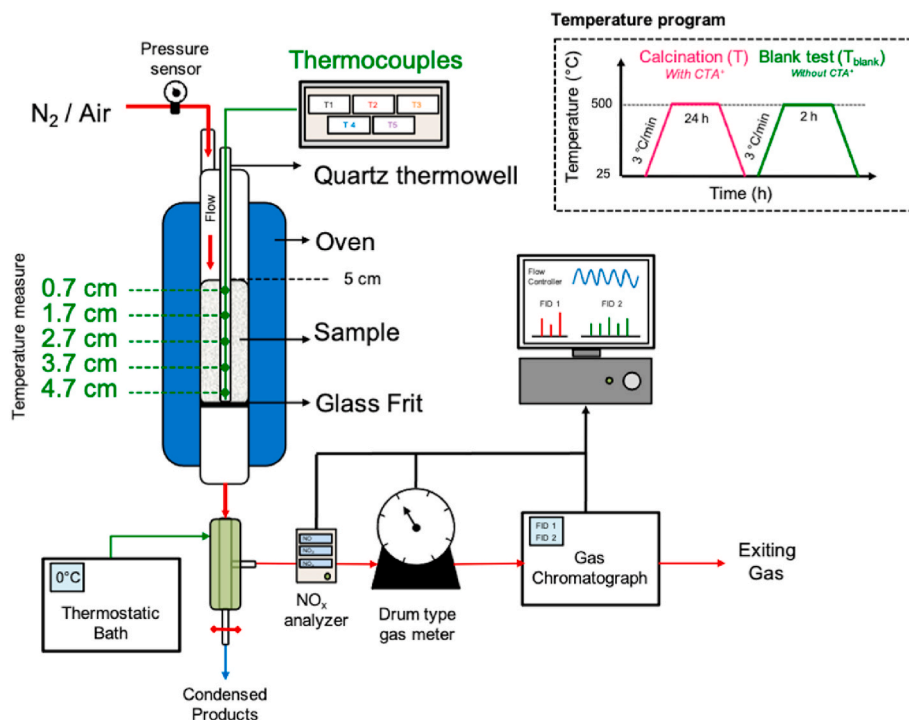 Temperature program
Pressure
sensor
N₂ / Air
Thermocouples
T1
T2
T3
T 4
T5
Quartz thermowell
Flow
Oven
5 cm
Temperature measure
0.7 cm
1.7 cm
2.7 cm
3.7 cm
4.7 cm
Sample
Glass Frit
Temperature (°C)
500
25
Calcination (T)
With CTA⁺
Blank test (T_blank)
Without CTA⁺
3 °C/min
24 h
3 °C/min
2 h
Time (h)
Flow
Controller
FID 1
FID 2
0°C
Thermostatic
Bath
NO
NO₂
NOₓ
analyzer
Drum type
gas meter
FID 1
FID 2
Gas
Chromatograph
Exiting
Gas
Condensed
Products